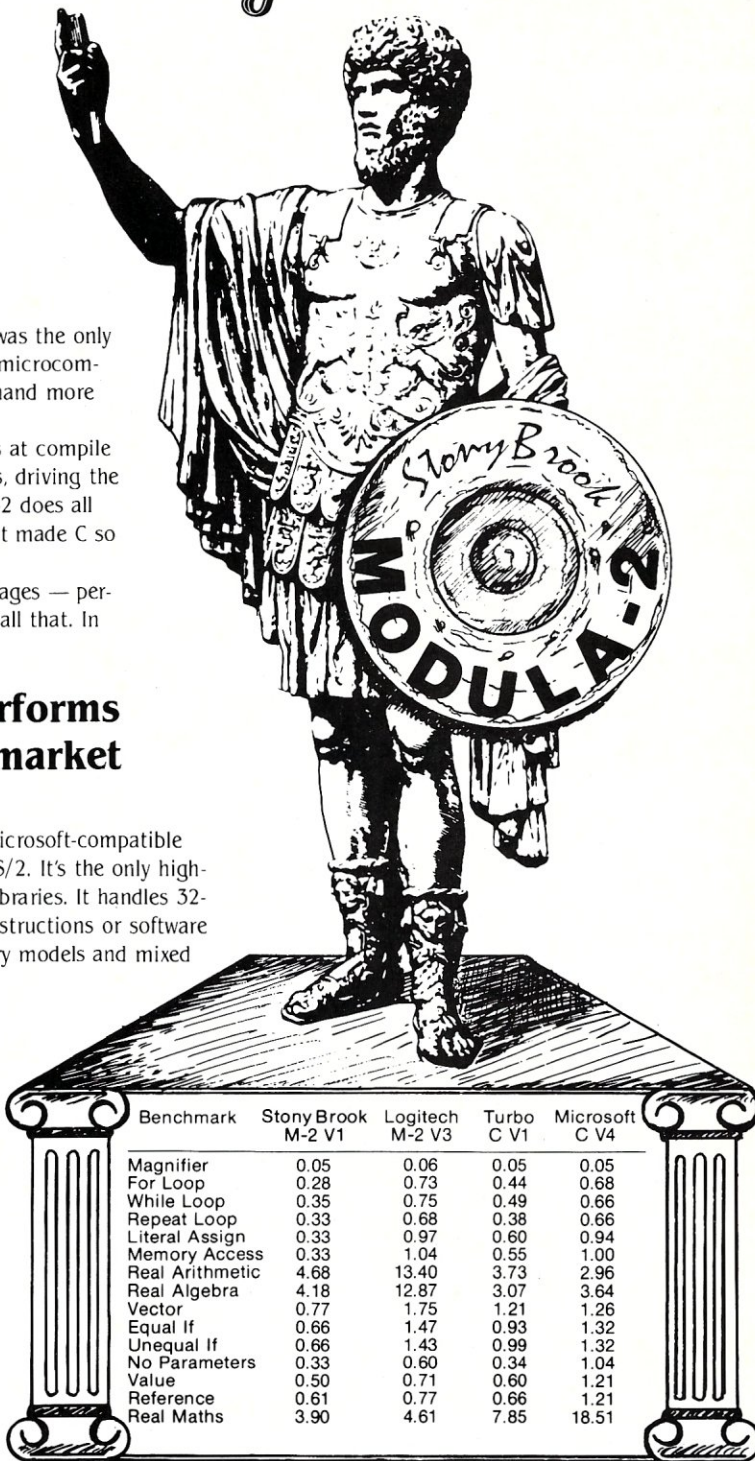 was the only
microcom-
and more
at compile
s, driving the
2 does all
t made C so
ages — per-
all that. In
rforms
market
icrosoft-compatible
S/2. It's the only high-
braries. It handles 32-
structions or software
ry models and mixed
Stony Brook
MODULA-2
Benchmark Stony Brook M-2 V1 Logitech M-2 V3 Turbo C V1 Microsoft C V4
Magnifier 0.05 0.06 0.05 0.05
For Loop 0.28 0.73 0.44 0.68
While Loop 0.35 0.75 0.49 0.66
Repeat Loop 0.33 0.68 0.38 0.66
Literal Assign 0.33 0.97 0.60 0.94
Memory Access 0.33 1.04 0.55 1.00
Real Arithmetic 4.68 13.40 3.73 2.96
Real Algebra 4.18 12.87 3.07 3.64
Vector 0.77 1.75 1.21 1.26
Equal If 0.66 1.47 0.93 1.32
Unequal If 0.66 1.43 0.99 1.32
No Parameters 0.33 0.60 0.34 1.04
Value 0.50 0.71 0.60 1.21
Reference 0.61 0.77 0.66 1.21
Real Maths 3.90 4.61 7.85 18.51